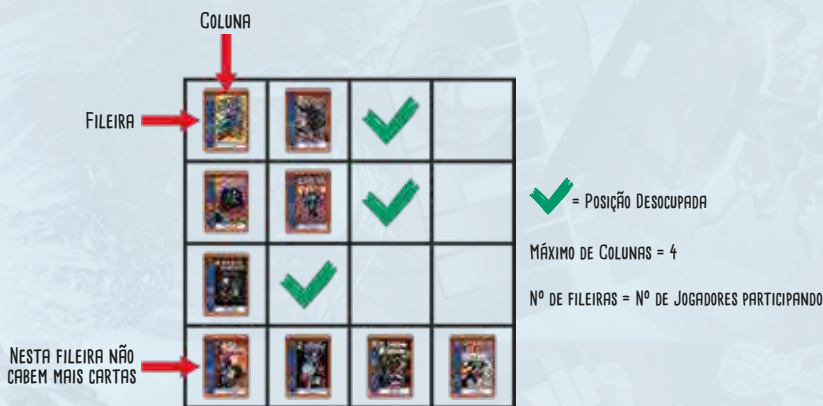 COLUNA
FILEIRA
= POSIÇÃO DESOCUPADA
MÁXIMO DE COLUNAS = 4
Nº DE FILEIRAS = Nº DE JOGADORES PARTICIPANDO
NESTA FILEIRA NÃO
CABEM MAIS CARTAS